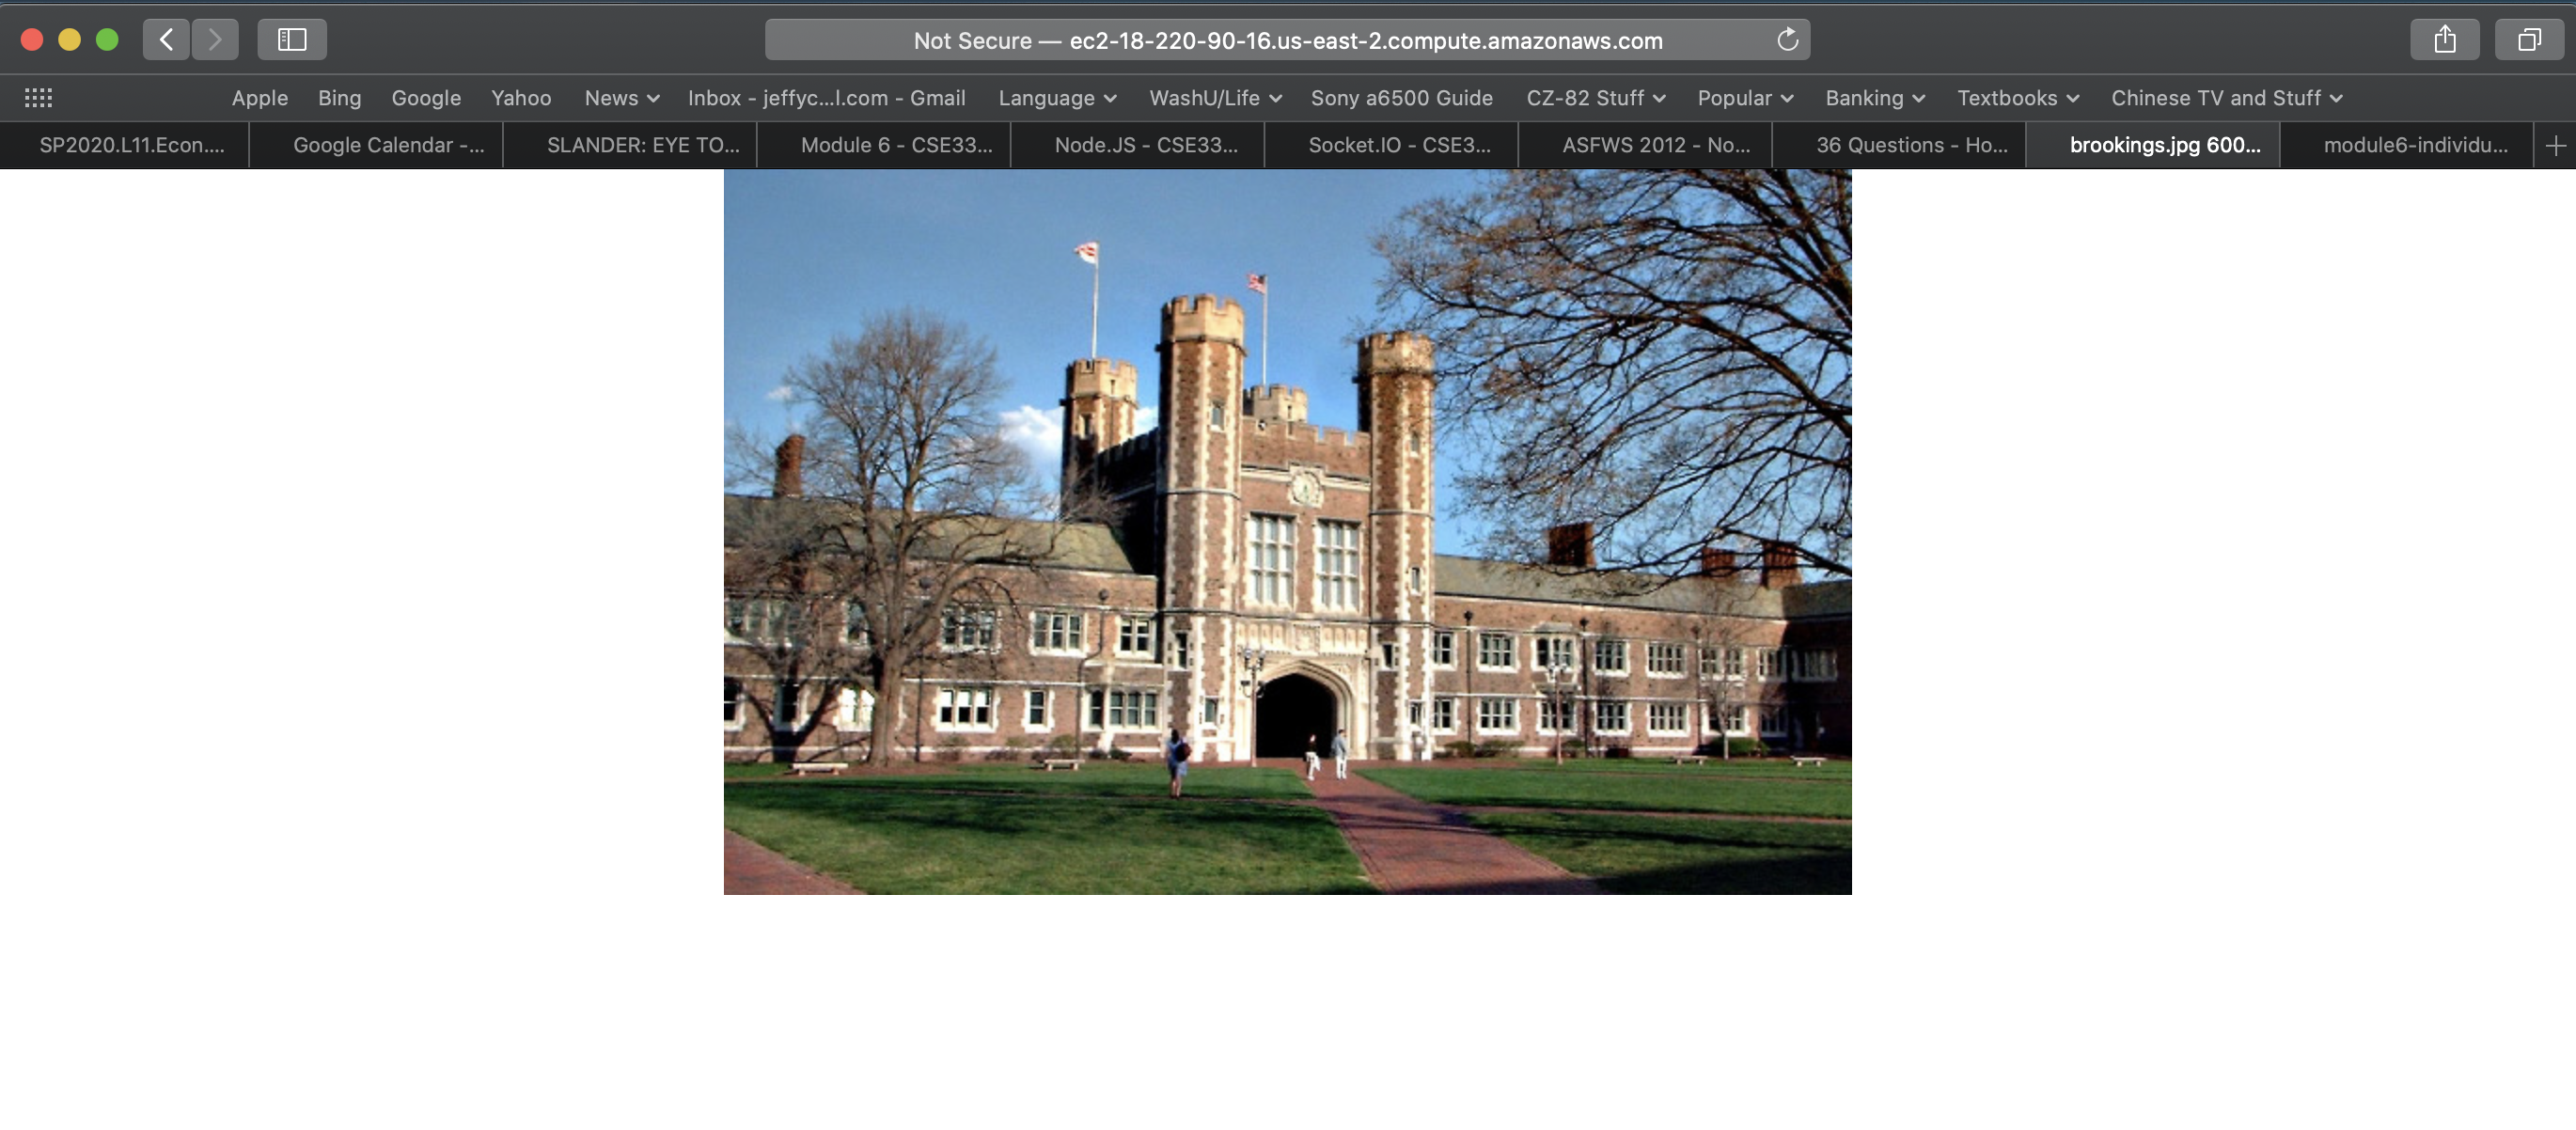 Not Secure — ec2-18-220-90-16.us-east-2.compute.amazonaws.com
Apple Bing Google Yahoo News Inbox - jeffyc...l.com - Gmail Language WashU/Life Sony a6500 Guide CZ-82 Stuff Popular Banking Textbooks Chinese TV and Stuff
SP2020.L11.Econ.... Google Calendar -... SLANDER: EYE TO... Module 6 - CSE33... Node.JS - CSE33... Socket.IO - CSE3... ASFWS 2012 - No... 36 Questions - Ho... brookings.jpg 600... module6-individu...